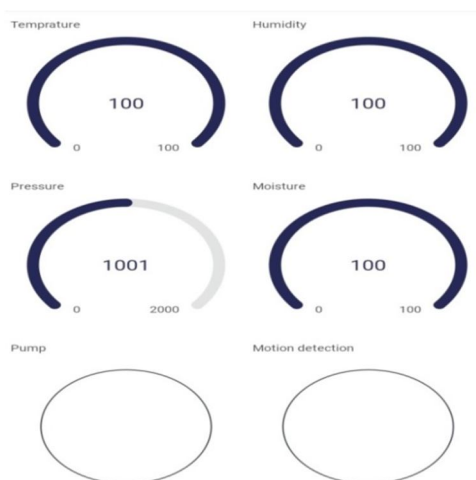 Temprature Humidity
100 100
0 100 0 100
Pressure Moisture
1001 100
0 2000 0 100
Pump Motion detection